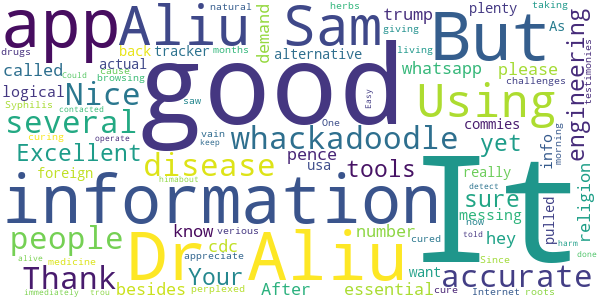 app Aliu Sam But
natural herbs taking
living giving
plenty
trump
As
drugs tracker months alternative
back
demand
called actual cause browsing
logical Nice
Syphilis Could contacted
whatsapp please
challenges
engineering
testimonies
good
It
Using
several vain One saw keep Easy
curing operate
whackadoodle commies
yet
info
morning
Excellent disease pence tools
foreign usa
really
sure detect
messing now
told
hey
pulled
religion
harm
information
people Dr Aliu
know verious number
cdc appreciate want
himabout
cured
Since
done
alive medicine
Thank besides Your After essential
perplexed
accurate
Internet roots
cure
immediately trou